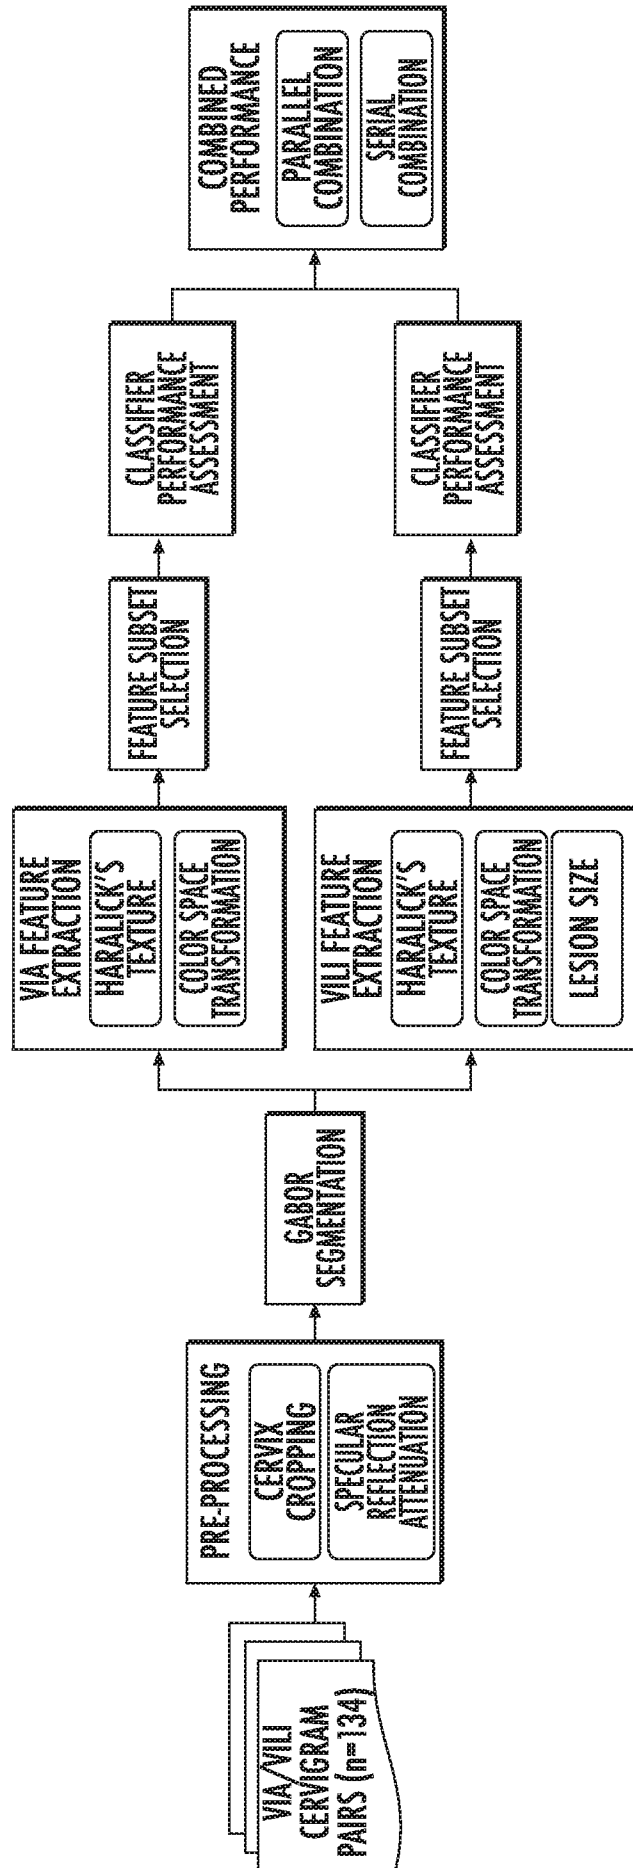 VIA/VILI
CERVIGRAM
PAIRS (n=134)
PRE-PROCESSING
CERVIX
CROPPING
SPECULAR
REFLECTION
ATTENUATION
GABOR
SEGMENTATION
VIA FEATURE
EXTRACTION
HARALICK'S
TEXTURE
COLOR SPACE
TRANSFORMATION
FEATURE SUBSET
SELECTION
CLASSIFIER
PERFORMANCE
ASSESSMENT
VILI FEATURE
EXTRACTION
HARALICK'S
TEXTURE
COLOR SPACE
TRANSFORMATION
LESION SIZE
FEATURE SUBSET
SELECTION
CLASSIFIER
PERFORMANCE
ASSESSMENT
COMBINED
PERFORMANCE
PARALLEL
COMBINATION
SERIAL
COMBINATION